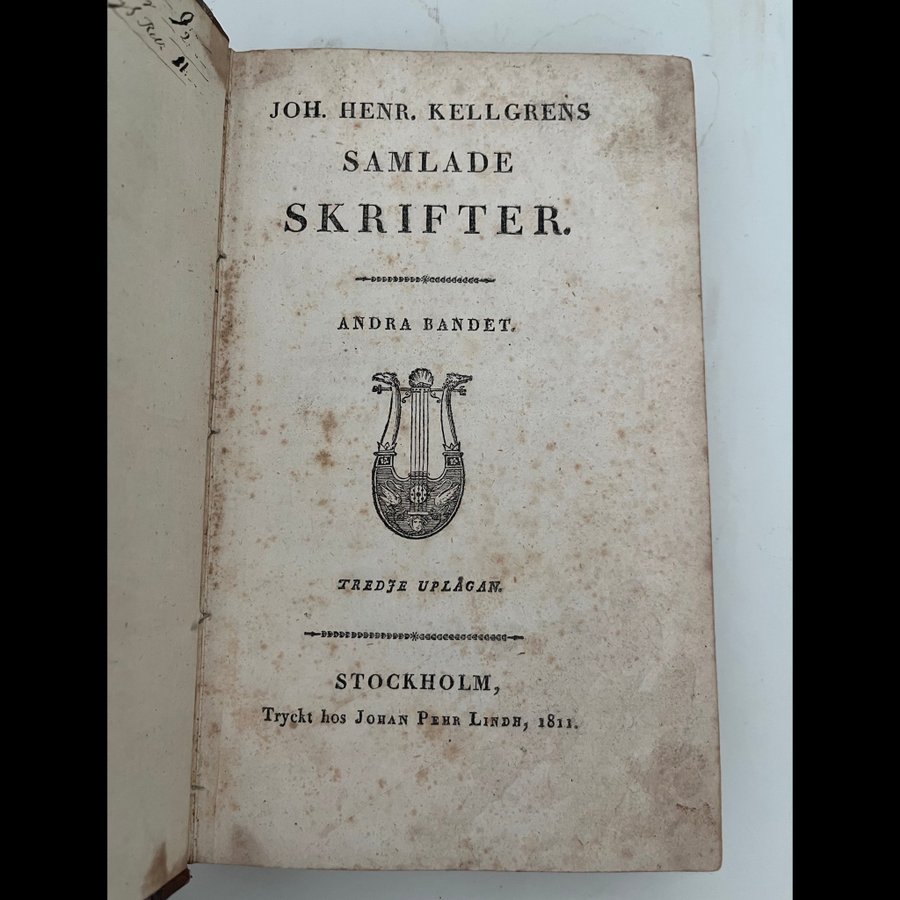 JOH. HENR. KELLGRENS
SAMLADE
SKRIFTER.
ANDRA BANDET.
TREDJE UPLÅGAN.
STOCKHOLM,
Tryckt hos JOHAN PEHR LINDH, 1811.